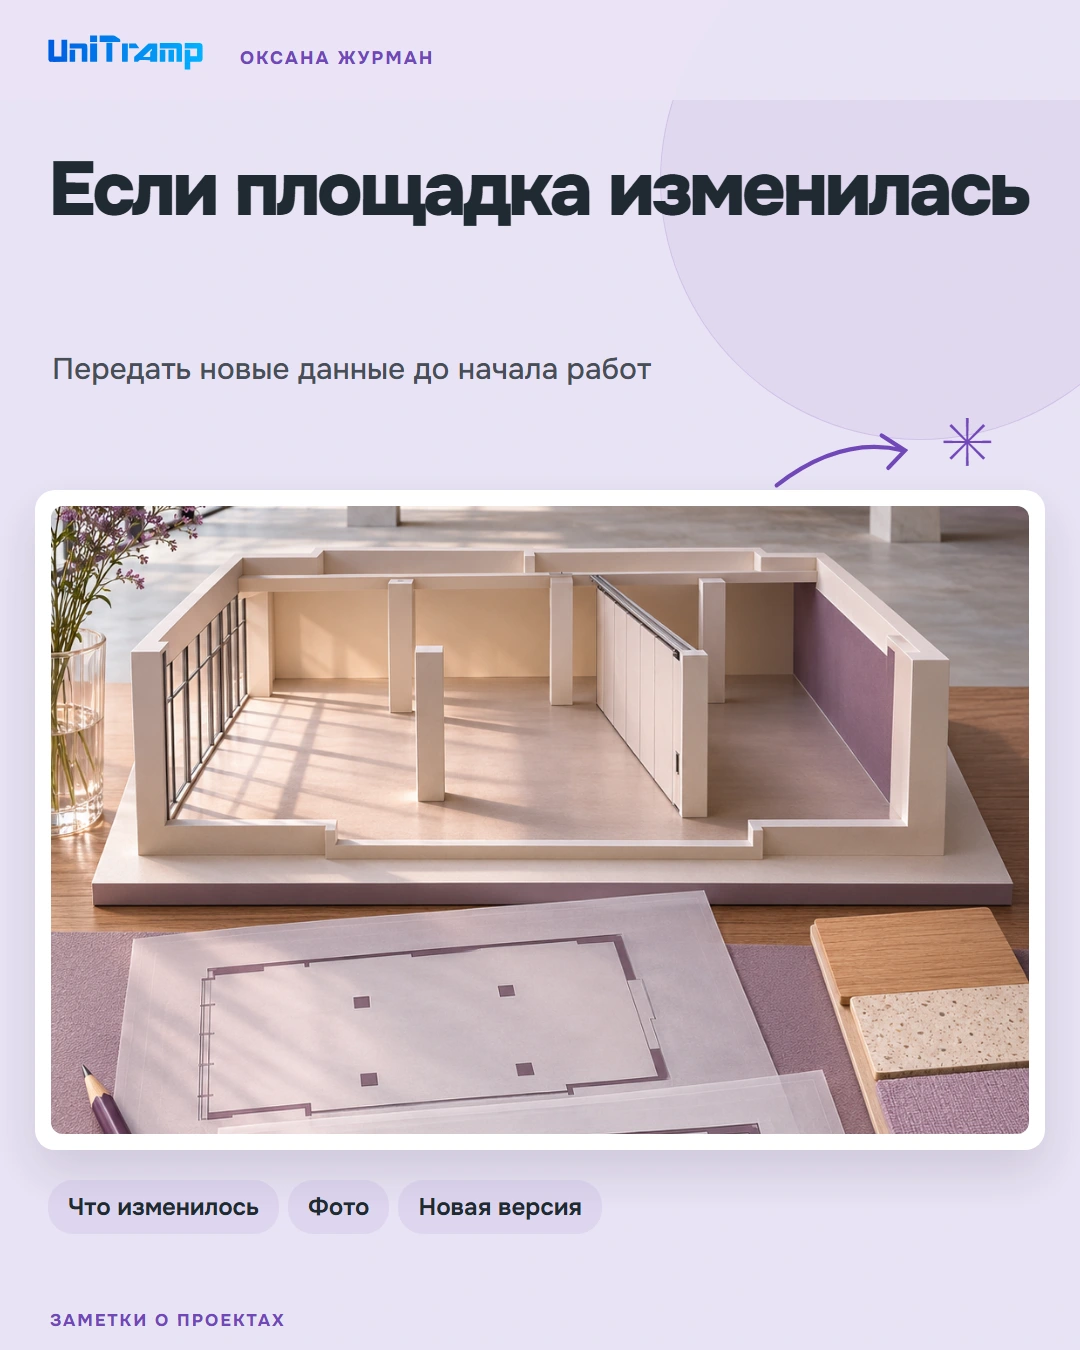 UniTramp
ОКСАНА ЖУРМАН
Если площадка изменилась
Передать новые данные до начала работ
Что изменилось
Фото
Новая версия
ЗАМЕТКИ О ПРОЕКТАХ